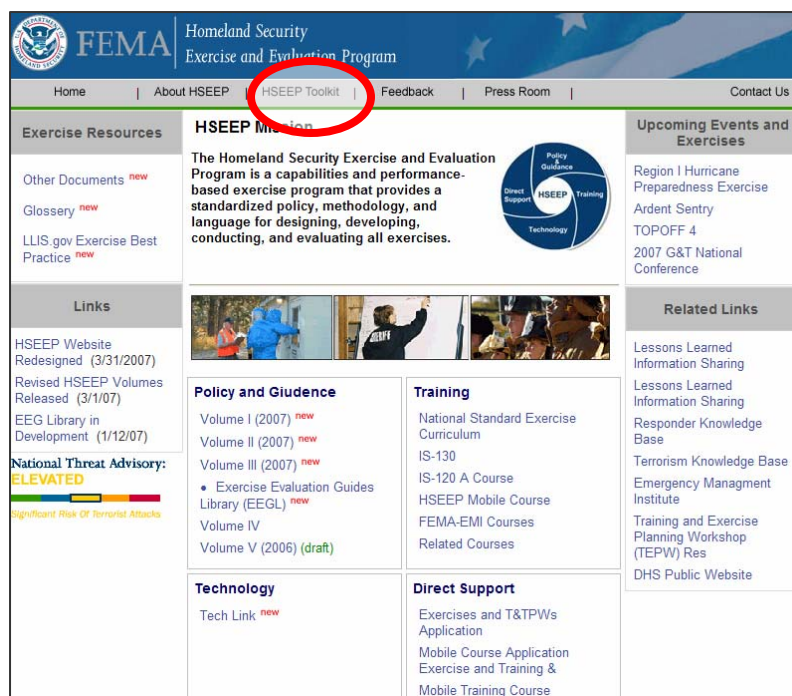 FEMA
Homeland Security
Exercise and Evaluation Program
Home | About HSEEP | HSEEP Toolkit | Feedback | Press Room | Contact Us
Exercise Resources
Other Documents new
Glossery new
LLIS.gov Exercise Best
Practice new
Links
HSEEP Website
Redesigned (3/31/2007)
Revised HSEEP Volumes
Released (3/1/07)
EEG Library in
Development (1/12/07)
National Threat Advisory:
ELEVATED
Significant Risk Of Terrorist Attacks
HSEEP Mission
The Homeland Security Exercise and Evaluation
Program is a capabilities and performance-
based exercise program that provides a
standardized policy, methodology, and
language for designing, developing,
conducting, and evaluating all exercises.
Policy &
Guidance
Direct
Support
HSEEP
Training
Technology
SHERIFF
Policy and Giudence
Volume I (2007) new
Volume II (2007) new
Volume III (2007) new
• Exercise Evaluation Guides
Library (EEGL) new
Volume IV
Volume V (2006) (draft)
Training
National Standard Exercise
Curriculum
IS-130
IS-120 A Course
HSEEP Mobile Course
FEMA-EMI Courses
Related Courses
Technology
Tech Link new
Direct Support
Exercises and T&TPWs
Application
Mobile Course Application
Exercise and Training &
Mobile Training Course
Upcoming Events and
Exercises
Region I Hurricane
Preparedness Exercise
Ardent Sentry
TOPOFF 4
2007 G&T National
Conference
Related Links
Lessons Learned
Information Sharing
Lessons Learned
Information Sharing
Responder Knowledge
Base
Terrorism Knowledge Base
Emergency Managment
Institute
Training and Exercise
Planning Workshop
(TEPW) Res
DHS Public Website